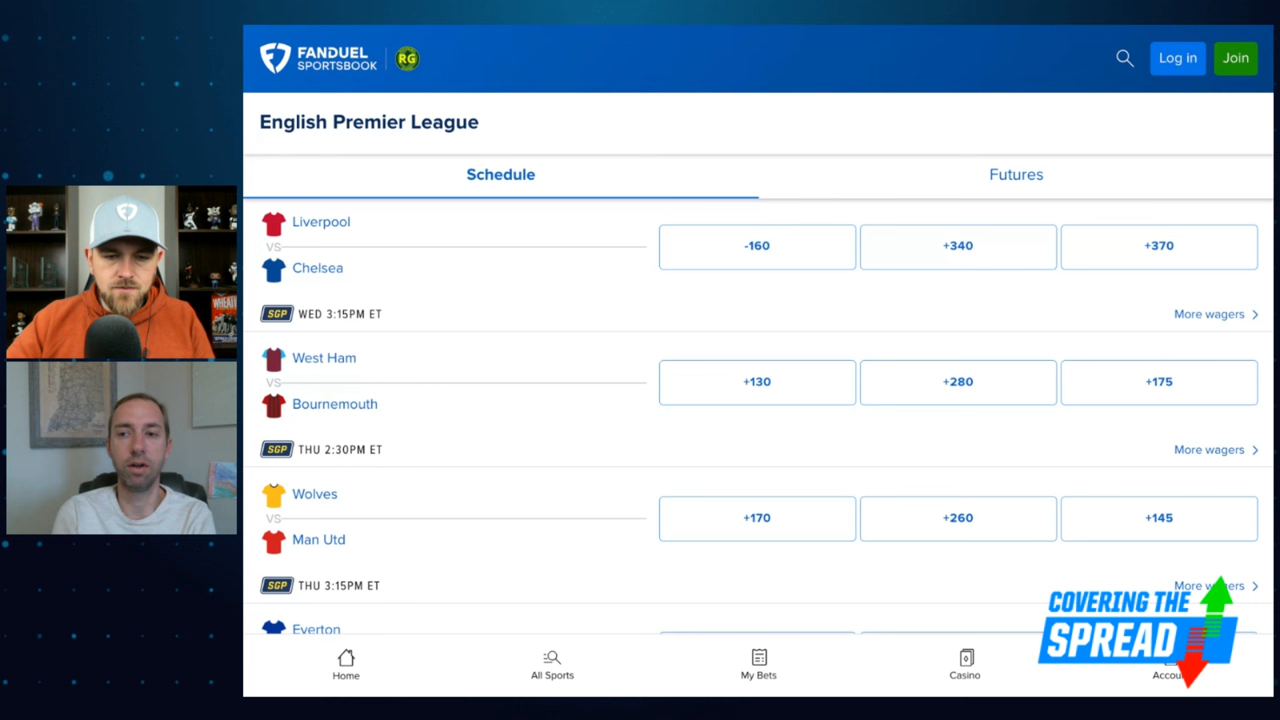 FANDUEL
SPORTSBOOK
RG
Log in
Join
English Premier League
Schedule
Futures
Liverpool
VS
Chelsea
-160
+340
+370
SGP WED 3:15PM ET
More wagers
West Ham
VS
Bournemouth
+130
+280
+175
SGP THU 2:30PM ET
More wagers
Wolves
VS
Man Utd
+170
+260
+145
SGP THU 3:15PM ET
More wagers
Everton
COVERING THE
SPREAD
Home
All Sports
My Bets
Casino
Accou